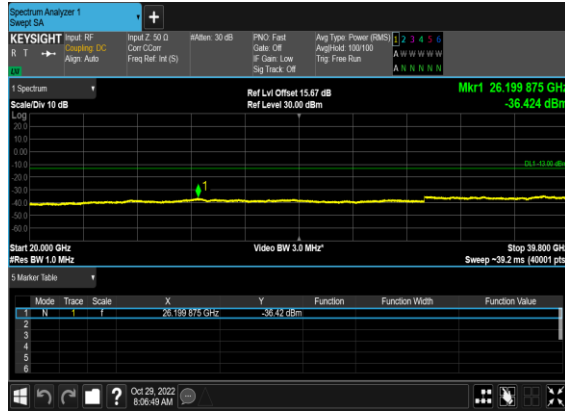 Spectrum Analyzer 1
Swept SA
+
KEYSIGHT Input: RF Input Z: 50 Ω #Atten: 30 dB PNO: Fast Avg Type: Power (RMS) 1 2 3 4 5 6
R T Coupling: DC Corr CCorr Gate: Off Avg|Hold: 100/100 A W W W W W
Align: Auto Freq Ref: Int (S) IF Gain: Low Trig: Free Run
Sig Track: Off A N N N N N
1 Spectrum Ref Lvl Offset 15.67 dB Mkr1 26.199 875 GHz
Scale/Div 10 dB Ref Level 30.00 dBm -36.424 dBm
Log
20.0
10.0
0.00
-10.0
DL1 -13.00 dBm
-20.0
1
-30.0
-40.0
-50.0
-60.0
Start 20.000 GHz Video BW 3.0 MHz* Stop 39.800 GHz
#Res BW 1.0 MHz Sweep ~39.2 ms (40001 pts)
5 Marker Table
Mode Trace Scale X Y Function Function Width Function Value
1 N 1 f 26.199 875 GHz -36.42 dBm
2
3
4
5
6
? Oct 29, 2022
8:06:49 AM